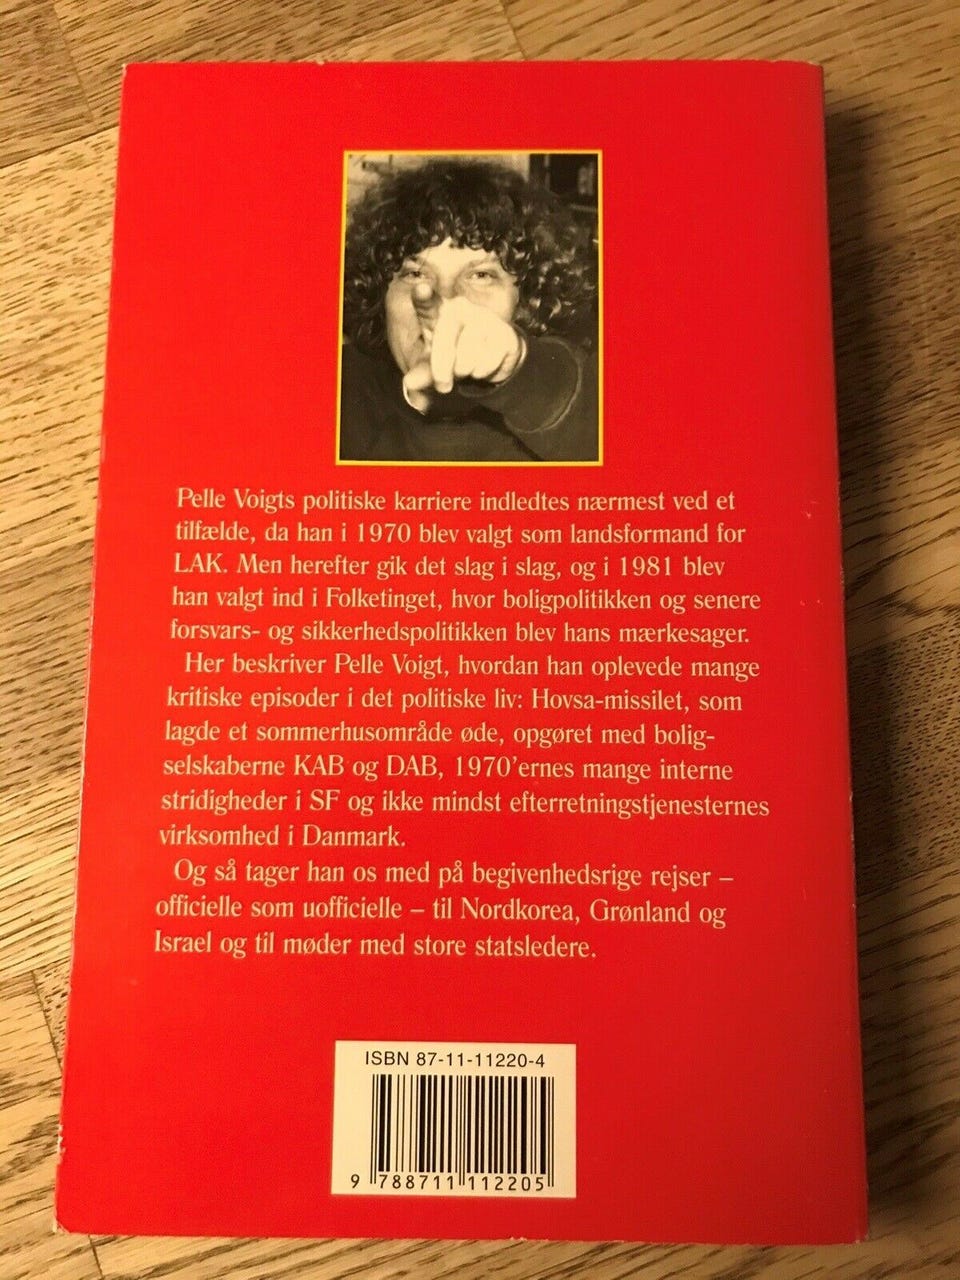 Pelle Voigts politiske karriere indledtes nærmest ved et
tilfælde, da han i 1970 blev valgt som landsformand for
LAK. Men herefter gik det slag i slag, og i 1981 blev
han valgt ind i Folketinget, hvor boligpolitikken og senere
forsvars- og sikkerhedspolitikken blev hans mærkesager.
Her beskriver Pelle Voigt, hvordan han oplevede mange
kritiske episoder i det politiske liv: Hovsa-missilet, som
lagde et sommerhusområde øde, opgøret med bolig-
selskaberne KAB og DAB, 1970'ernes mange interne
stridigheder i SF og ikke mindst efterretningstjenesternes
virksomhed i Danmark.
Og så tager han os med på begivenhedsrige rejser –
officielle som uofficielle – til Nordkorea, Grønland og
Israel og til møder med store statsledere.
ISBN 87-11-11220-4
9 788711 112205